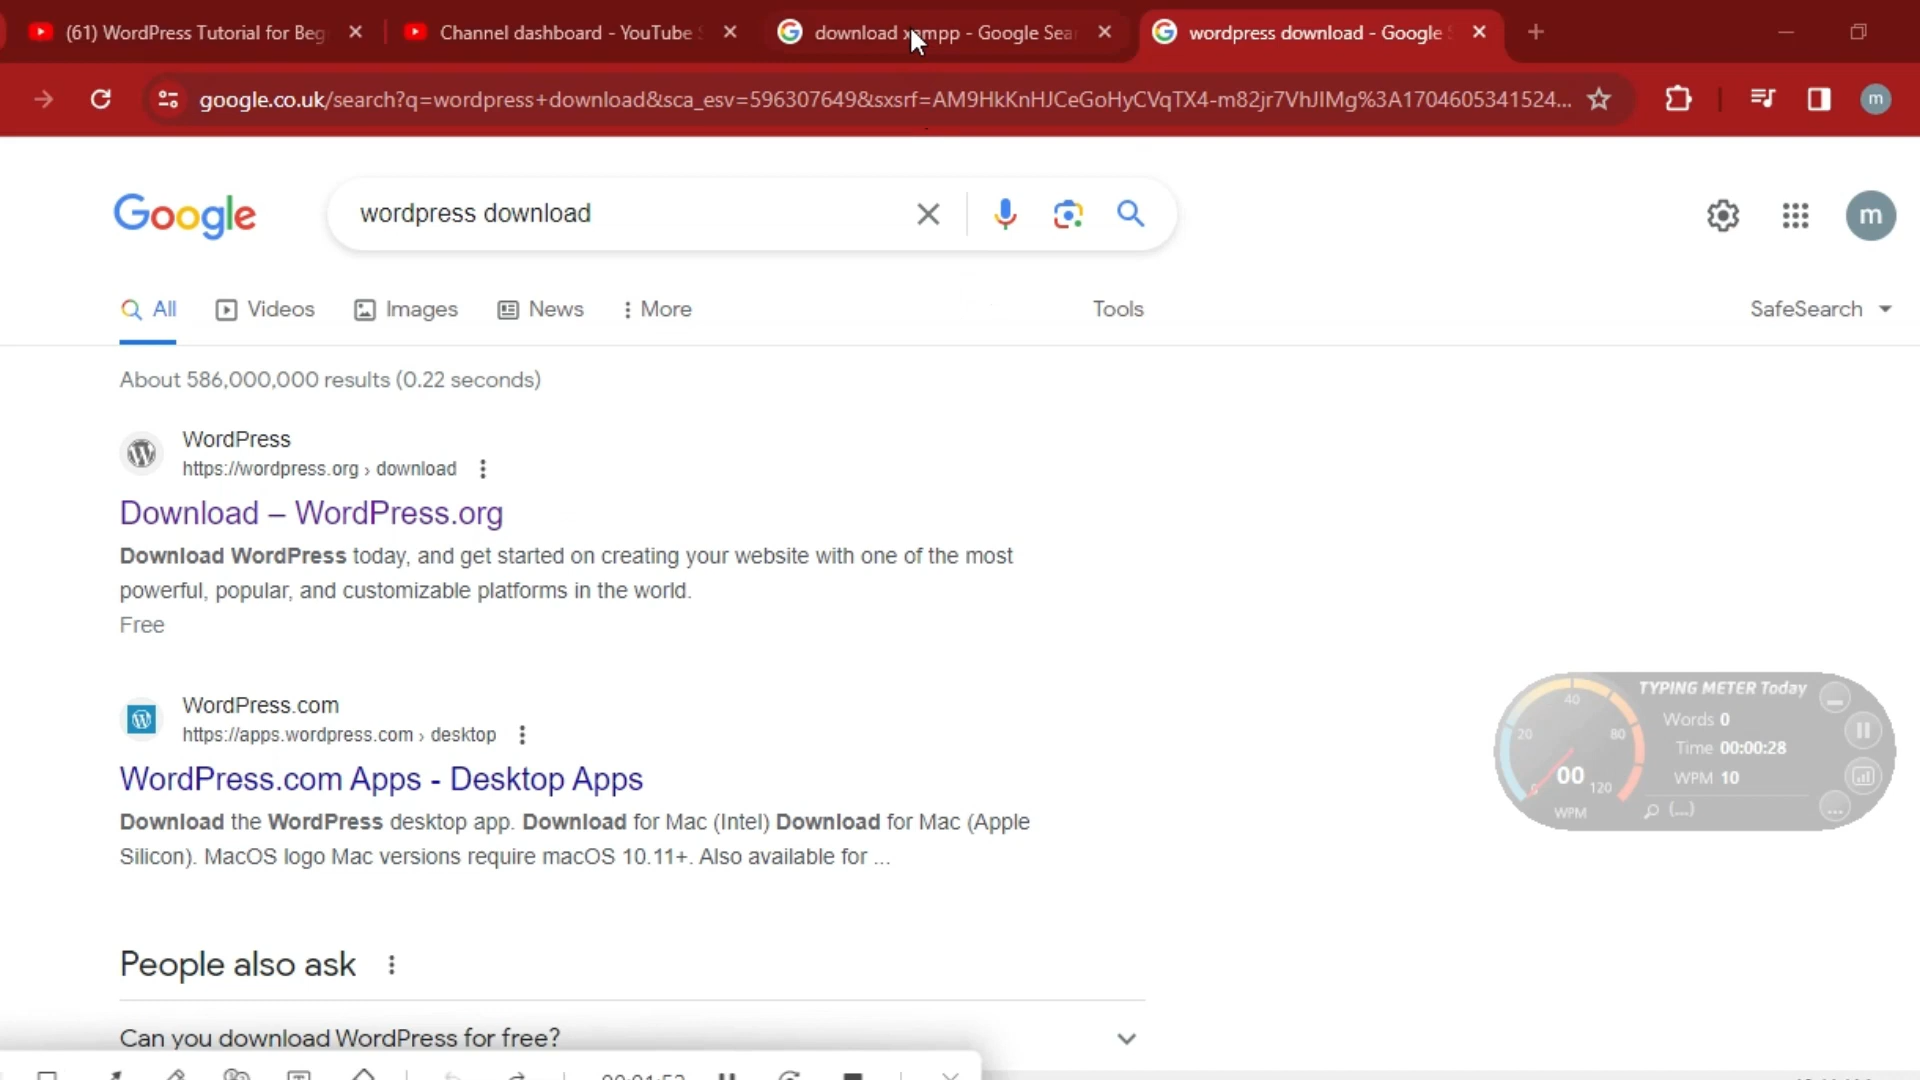 (61) WordPress Tutorial for Beg
Channel dashboard - YouTube S
download xampp - Google Sear
wordpress download - Google S
google.co.uk/search?q=wordpress+download&sca_esv=596307649&sxsrf=AM9HkKnHJCeGoHyCVqTX4-m82jr7VhJIMg%3A1704605341524...
m
Google
wordpress download
m
All
Videos
Images
News
More
Tools
SafeSearch
About 586,000,000 results (0.22 seconds)
WordPress
https://wordpress.org › download
Download – WordPress.org
Download WordPress today, and get started on creating your website with one of the most
powerful, popular, and customizable platforms in the world.
Free
WordPress.com
https://apps.wordpress.com › desktop
WordPress.com Apps - Desktop Apps
Download the WordPress desktop app. Download for Mac (Intel) Download for Mac (Apple
Silicon). MacOS logo Mac versions require macOS 10.11+. Also available for ...
TYPING METER Today
Words 0
Time 00:00:28
WPM 10
(...)
0
20
40
80
120
00
WPM
People also ask
Can you download WordPress for free?